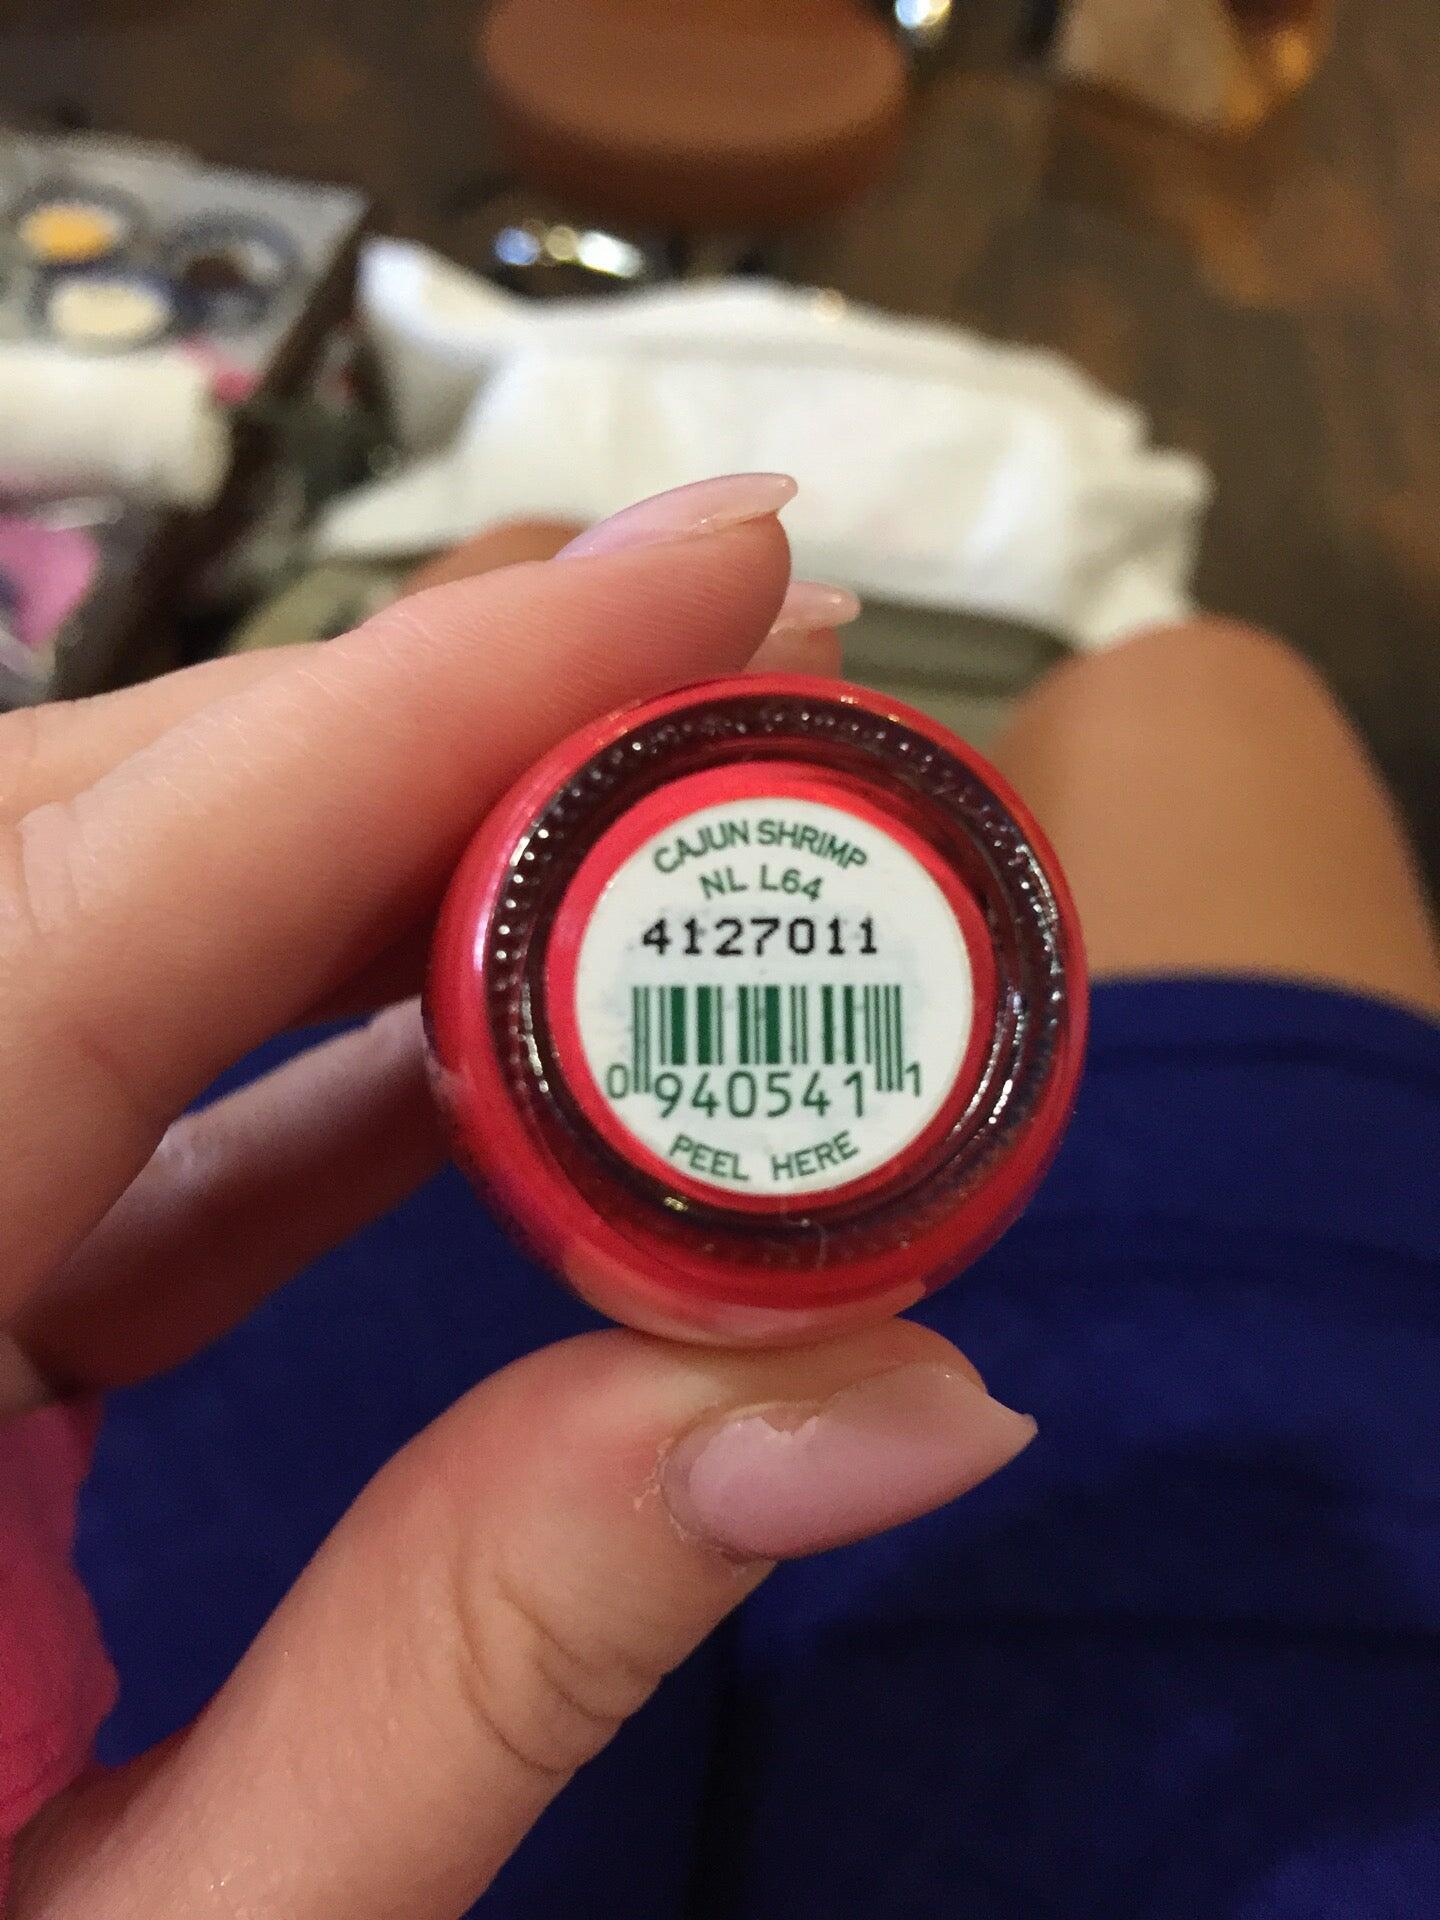 CAJUN SHRIMP
NL L64
4127011
0 940541 1
PEEL HERE